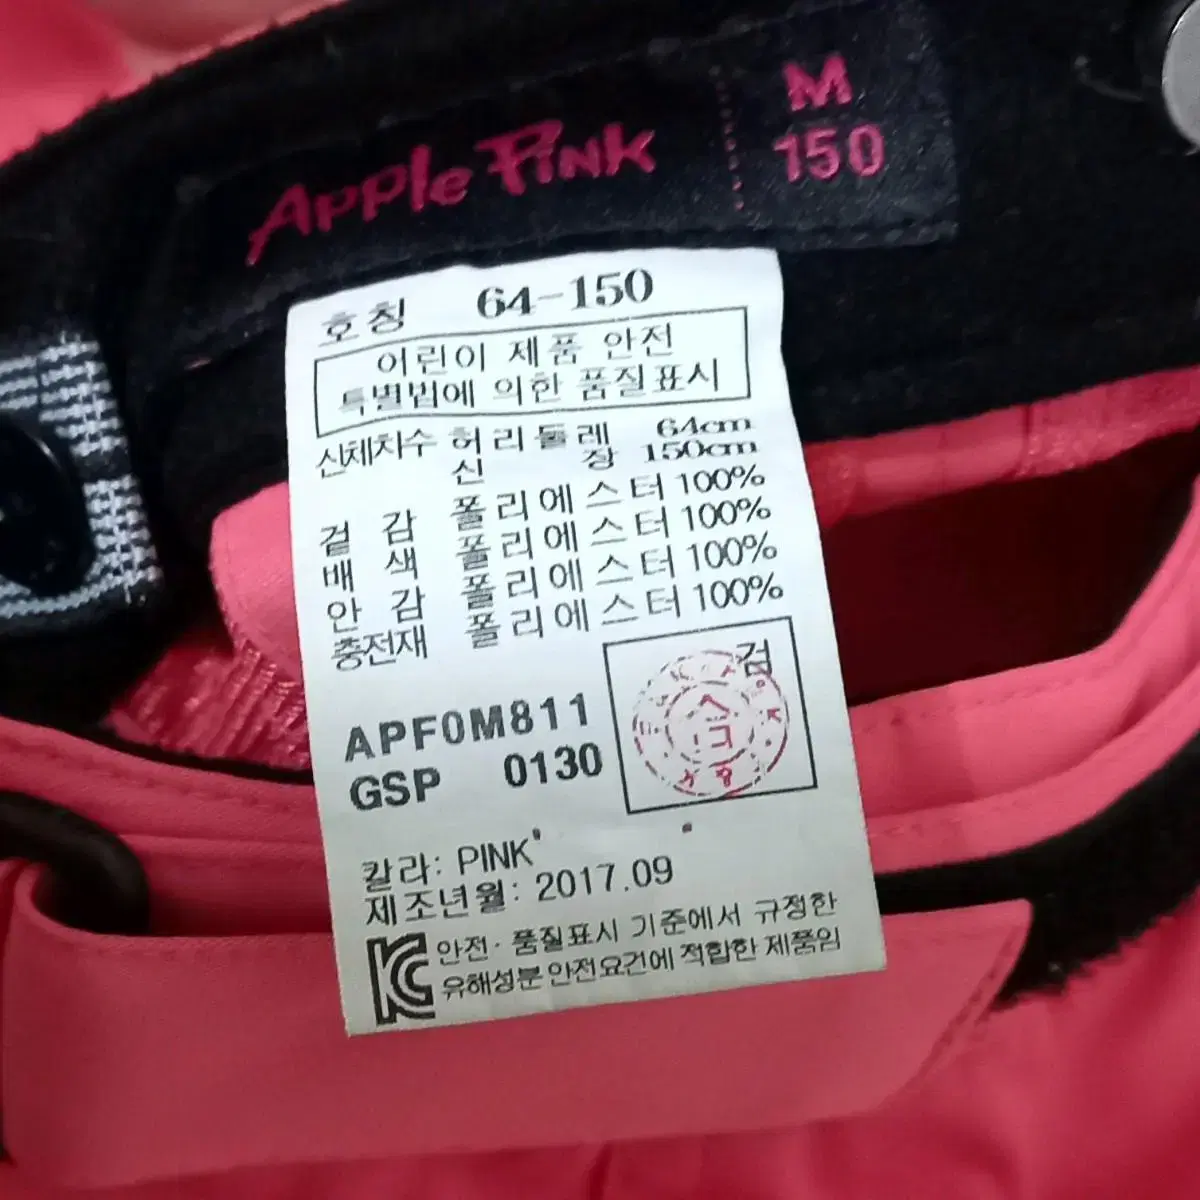 Apple Pink
M
150
호칭 64-150
어린이 제품 안전
특별법에 의한 품질표시
신체치수 허리둘레 64cm
신장 150cm
겉감 폴리에스터 100%
배색 폴리에스터 100%
안감 폴리에스터 100%
충전재 폴리에스터 100%
검
APF0M811
GSP 0130
칼라: PINK
제조년월: 2017.09
안전·품질표시 기준에서 규정한
유해성분 안전요건에 적합한 제품임